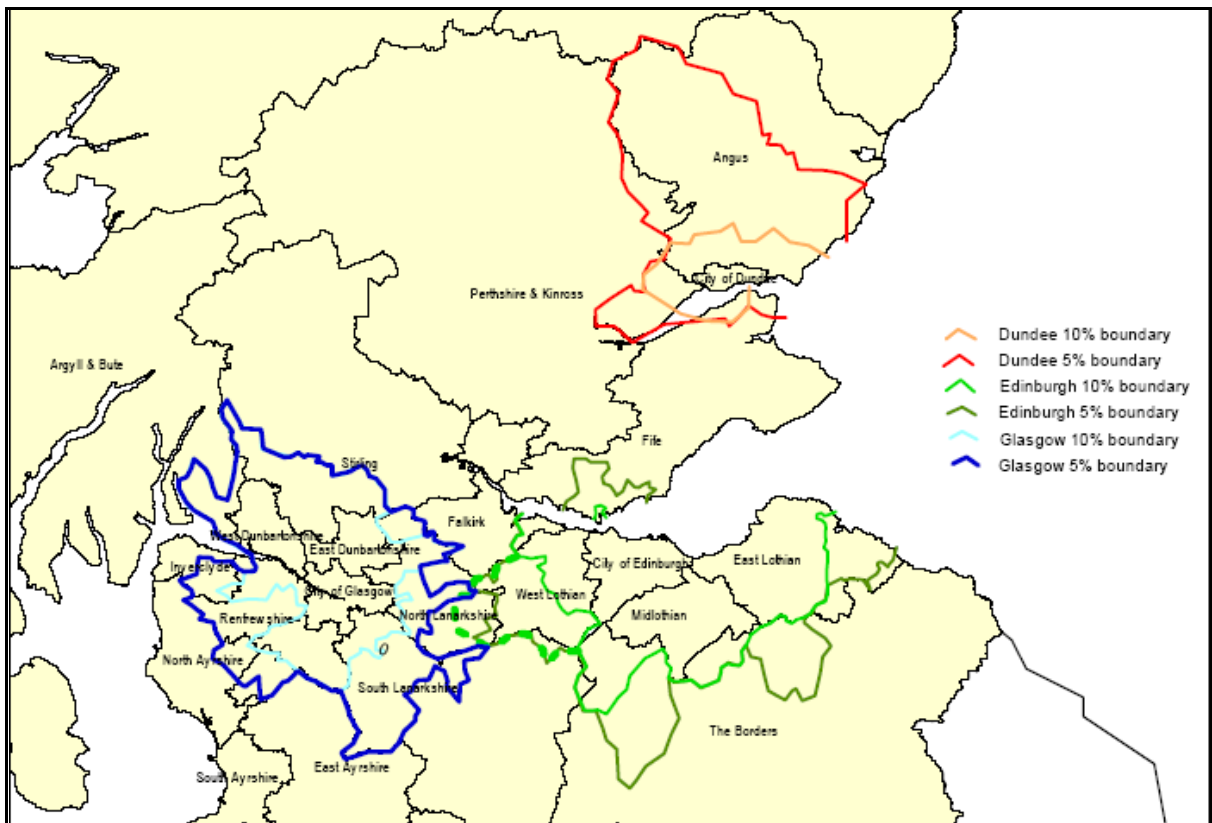 Angus
City of Dundee
Perthshire & Kinross
Dundee 10% boundary
Dundee 5% boundary
Edinburgh 10% boundary
Edinburgh 5% boundary
Glasgow 10% boundary
Glasgow 5% boundary
Argyll & Bute
Fife
Stirling
Falkirk
West Dunbartonshire
East Dunbartonshire
City of Edinburgh
East Lothian
Inverclyde
City of Glasgow
West Lothian
North Lanarkshire
Midlothian
Renfrewshire
0
North Ayrshire
South Lanarkshire
The Borders
East Ayrshire
South Ayrshire